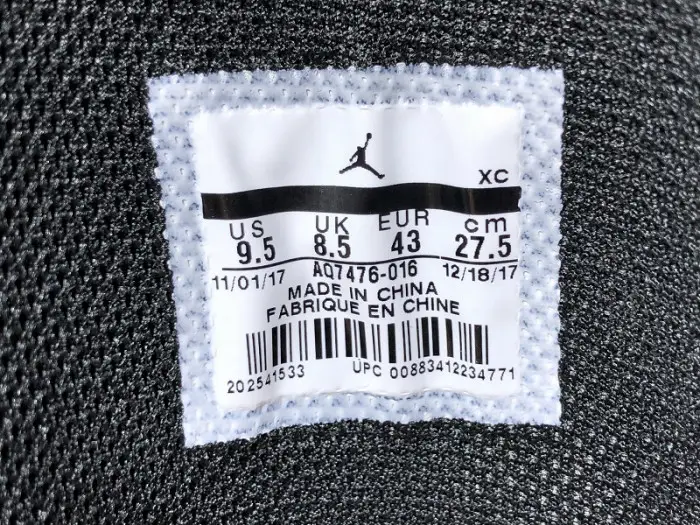 XC
US UK EUR cm
9.5 8.5 43 27.5
11/01/17 AQ7476-016 12/18/17
MADE IN CHINA
FABRIQUE EN CHINE
202541533 UPC 00883412234771